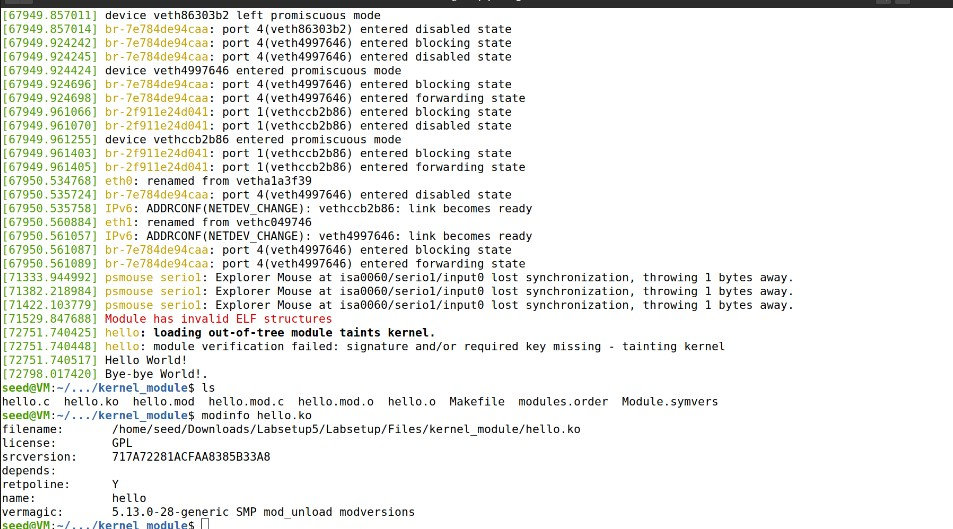 [67949.857011] device veth86303b2 left promiscuous mode
[67949.857014] br-7e784de94caa: port 4(veth86303b2) entered disabled state
[67949.924242] br-7e784de94caa: port 4(veth4997646) entered blocking state
[67949.924245] br-7e784de94caa: port 4(veth4997646) entered disabled state
[67949.924424] device veth4997646 entered promiscuous mode
[67949.924696] br-7e784de94caa: port 4(veth4997646) entered blocking state
[67949.924698] br-7e784de94caa: port 4(veth4997646) entered forwarding state
[67949.961066] br-2f911e24d041: port 1(vethccb2b86) entered blocking state
[67949.961070] br-2f911e24d041: port 1(vethccb2b86) entered disabled state
[67949.961255] device vethccb2b86 entered promiscuous mode
[67949.961403] br-2f911e24d041: port 1(vethccb2b86) entered blocking state
[67949.961405] br-2f911e24d041: port 1(vethccb2b86) entered forwarding state
[67950.534768] eth0: renamed from vetha1a3f39
[67950.535724] br-7e784de94caa: port 4(veth4997646) entered disabled state
[67950.535758] IPv6: ADDRCONF(NETDEV_CHANGE): vethccb2b86: link becomes ready
[67950.560884] eth1: renamed from vethc049746
[67950.561057] IPv6: ADDRCONF(NETDEV_CHANGE): veth4997646: link becomes ready
[67950.561087] br-7e784de94caa: port 4(veth4997646) entered blocking state
[67950.561089] br-7e784de94caa: port 4(veth4997646) entered forwarding state
[71333.944992] psmouse serio1: Explorer Mouse at isa0060/serio1/input0 lost synchronization, throwing 1 bytes away.
[71382.218984] psmouse serio1: Explorer Mouse at isa0060/serio1/input0 lost synchronization, throwing 1 bytes away.
[71422.103779] psmouse serio1: Explorer Mouse at isa0060/serio1/input0 lost synchronization, throwing 1 bytes away.
[71529.847688] Module has invalid ELF structures
[72751.740425] hello: loading out-of-tree module taints kernel.
[72751.740448] hello: module verification failed: signature and/or required key missing - tainting kernel
[72751.740517] Hello World!
[72798.017420] Bye-bye World!.
seed@VM:~/.../kernel_module$ ls
hello.c  hello.ko  hello.mod  hello.mod.c  hello.mod.o  hello.o  Makefile  modules.order  Module.symvers
seed@VM:~/.../kernel_module$ modinfo hello.ko
filename:       /home/seed/Downloads/Labsetup5/Labsetup/Files/kernel_module/hello.ko
license:        GPL
srcversion:     717A72281ACFAA8385B33A8
depends:
retpoline:      Y
name:           hello
vermagic:       5.13.0-28-generic SMP mod_unload modversions
seed@VM:~/.../kernel_module$